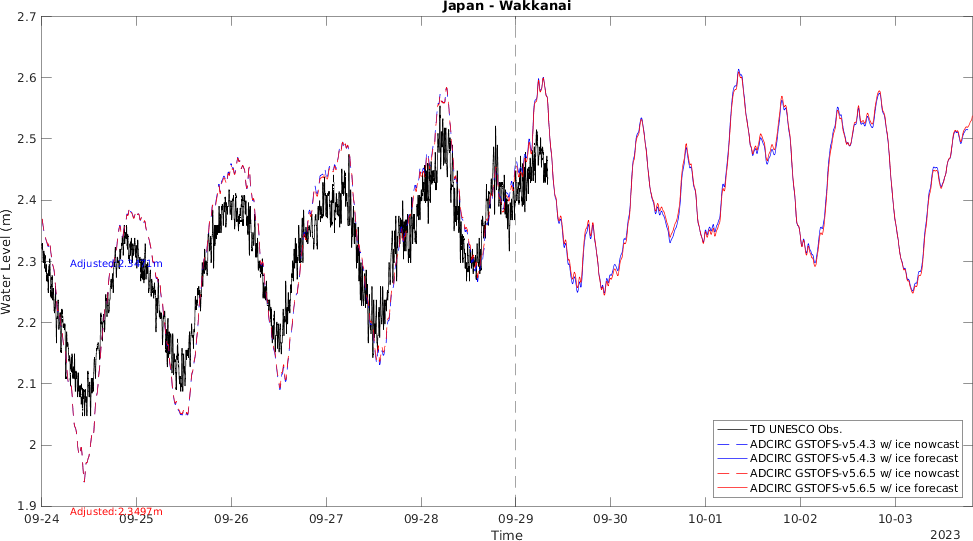 Japan - Wakkanai
2.7
2.6
2.5
2.4
2.3
2.2
2.1
2
1.9
Water Level (m)
Adjusted:2.3471m
Adjusted:2.3497m
TD UNESCO Obs.
ADCIRC GSTOFS-v5.4.3 w/ ice nowcast
ADCIRC GSTOFS-v5.4.3 w/ ice forecast
ADCIRC GSTOFS-v5.6.5 w/ ice nowcast
ADCIRC GSTOFS-v5.6.5 w/ ice forecast
09-24 09-25 09-26 09-27 09-28 09-29 09-30 10-01 10-02 10-03
Time
2023